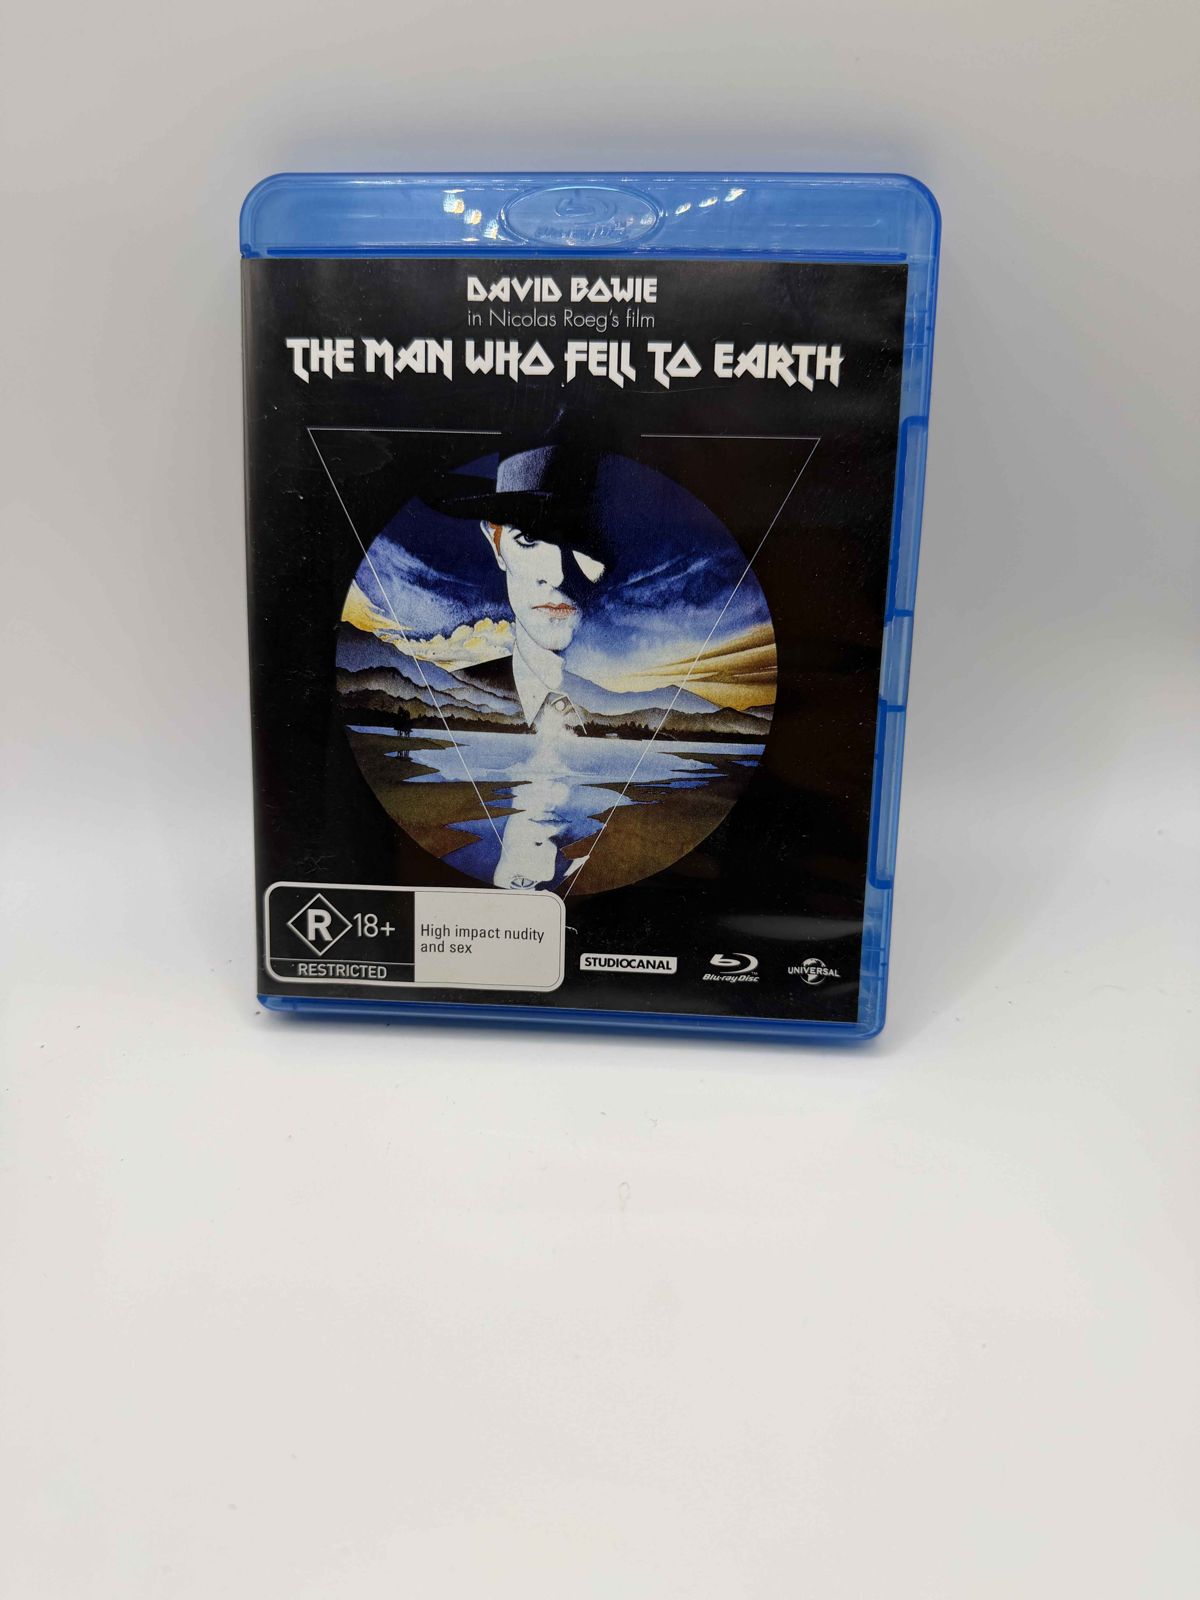 DAVID BOWIE
in Nicolas Roeg's film
THE MAN WHO FELL TO EARTH
R 18+
RESTRICTED
High impact nudity
and sex
STUDIOCANAL
Blu-ray Disc™
UNIVERSAL